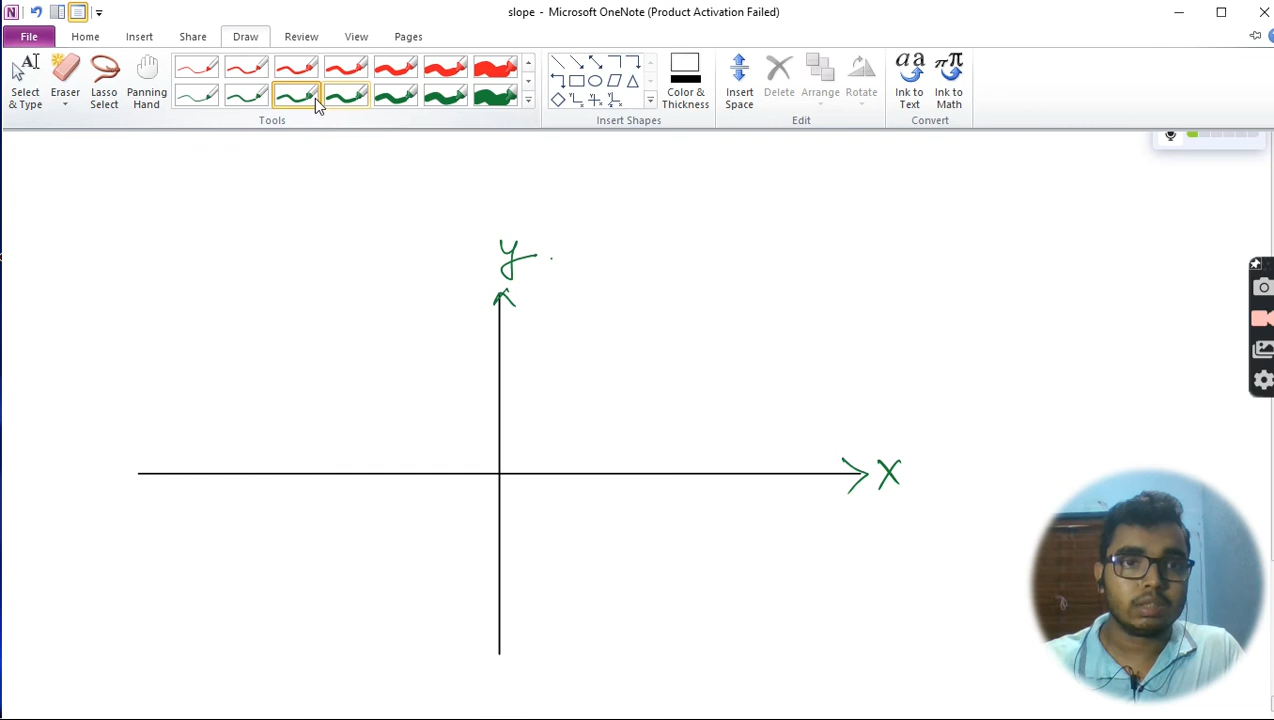 slope - Microsoft OneNote (Product Activation Failed)
File Home Insert Share Draw Review View Pages
Select & Type
Eraser
Lasso Select
Panning Hand
Color & Thickness
Insert Space
Delete
Arrange
Rotate
Ink to Text
Ink to Math
Tools
Insert Shapes
Edit
Convert
y
X